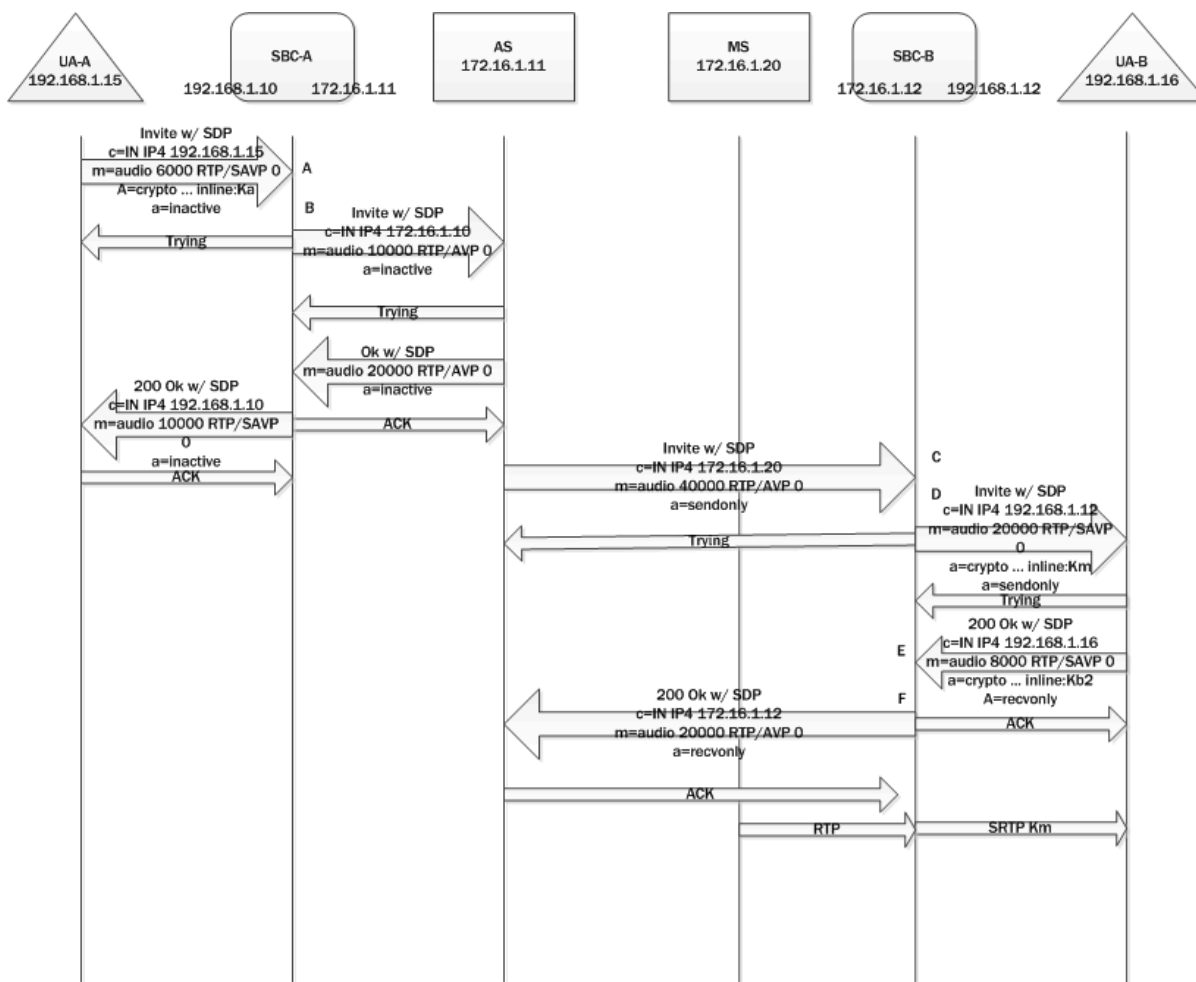 UA-A
192.168.1.15
SBC-A
192.168.1.10 172.16.1.11
AS
172.16.1.11
MS
172.16.1.20
SBC-B
172.16.1.12 192.168.1.12
UA-B
192.168.1.16
Invite w/ SDP
c=IN IP4 192.168.1.15
m=audio 6000 RTP/SAVP 0
A=crypto ... inline:Ka
a=inactive
A
B
Invite w/ SDP
c=IN IP4 172.16.1.10
m=audio 10000 RTP/AVP 0
a=inactive
Trying
Trying
Ok w/ SDP
m=audio 20000 RTP/AVP 0
a=inactive
200 Ok w/ SDP
c=IN IP4 192.168.1.10
m=audio 10000 RTP/SAVP
0
a=inactive
ACK
ACK
Invite w/ SDP
c=IN IP4 172.16.1.20
m=audio 40000 RTP/AVP 0
a=sendonly
C
D
Invite w/ SDP
c=IN IP4 192.168.1.12
m=audio 20000 RTP/SAVP
0
a=crypto ... inline:Km
a=sendonly
Trying
Trying
200 Ok w/ SDP
c=IN IP4 192.168.1.16
m=audio 8000 RTP/SAVP 0
a=crypto ... inline:Kb2
A=recvonly
E
F
200 Ok w/ SDP
c=IN IP4 172.16.1.12
m=audio 20000 RTP/AVP 0
a=recvonly
ACK
ACK
RTP
SRTP Km